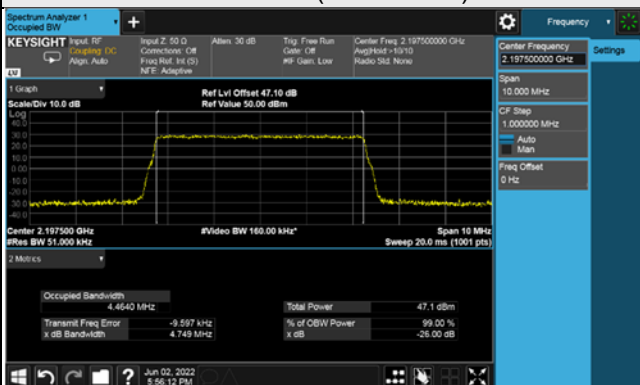 Spectrum Analyzer 1
Occupied BW
+
Frequency
KEYSIGHT Input: RF
Coupling: DC
Align: Auto
Input Z: 50 Ω
Corrections: Off
Freq Ref: Int (S)
NFE: Adaptive
Atten: 30 dB
Trig: Free Run
Gate: Off
#IF Gain: Low
Center Freq: 2.197500000 GHz
Avg|Hold:>10/10
Radio Std: None
LXI
Center Frequency
2.197500000 GHz
Settings
Span
10.000 MHz
CF Step
1.000000 MHz
Auto
Man
Freq Offset
0 Hz
1 Graph
Scale/Div 10.0 dB
Ref Lvl Offset 47.10 dB
Ref Value 50.00 dBm
Log
40.0
30.0
20.0
10.0
0.00
-10.0
-20.0
-30.0
-40.0
Center 2.197500 GHz
#Res BW 51.000 kHz
#Video BW 160.00 kHz*
Span 10 MHz
Sweep 20.0 ms (1001 pts)
2 Metrics
Occupied Bandwidth
4.4640 MHz
Total Power 47.1 dBm
Transmit Freq Error -9.597 kHz
% of OBW Power 99.00 %
x dB Bandwidth 4.749 MHz
x dB -26.00 dB
?
Jun 02, 2022
5:56:12 PM